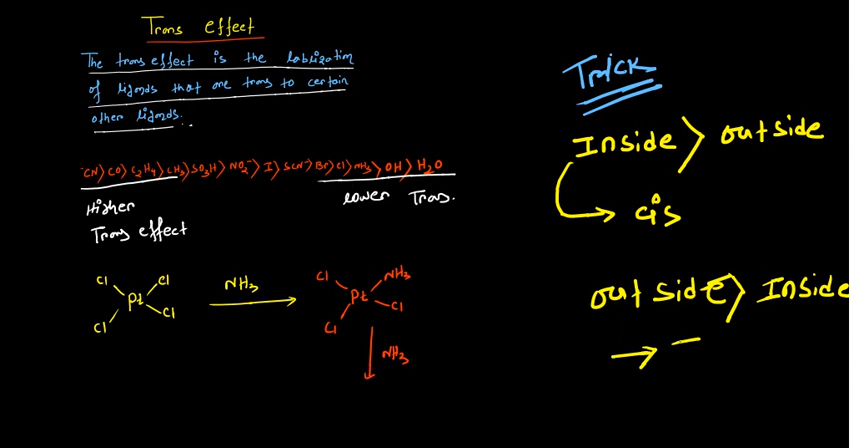 Trans effect
The trans effect is the lablization
of ligands that are trans to certain
other ligands.
CN⟩ CO⟩ C2H4⟩ CH3⟩ SO3H⟩ NO2-⟩ I⟩ SCN-⟩ Br⟩ Cl⟩ NH3⟩ OH⟩ H2O
Higher
Trans effect
lower Trans.
Cl Cl
Pt
Cl Cl
NH3
Cl NH3
Pt
Cl Cl
NH3
Trick
Inside > outside
cis
outside > Inside